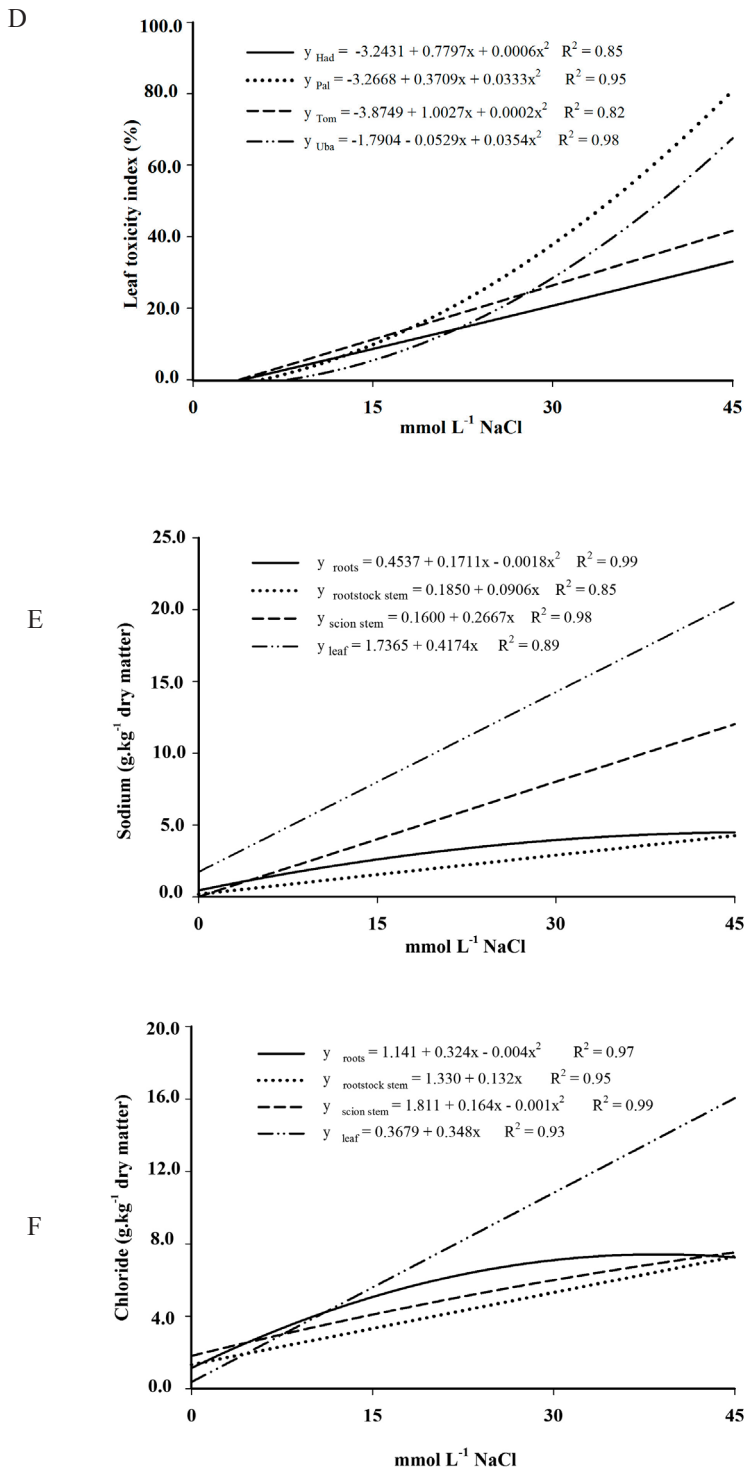 D
Leaf toxicity index (%)
100.0
80.0
60.0
40.0
20.0
0.0
y Had = -3.2431 + 0.7797x + 0.0006x² R² = 0.85
y Pal = -3.2668 + 0.3709x + 0.0333x² R² = 0.95
y Tom = -3.8749 + 1.0027x + 0.0002x² R² = 0.82
y Uba = -1.7904 - 0.0529x + 0.0354x² R² = 0.98
0 15 30 45
mmol L⁻¹ NaCl
E
Sodium (g.kg⁻¹ dry matter)
25.0
20.0
15.0
10.0
5.0
0.0
y roots = 0.4537 + 0.1711x - 0.0018x² R² = 0.99
y rootstock stem = 0.1850 + 0.0906x R² = 0.85
y scion stem = 0.1600 + 0.2667x R² = 0.98
y leaf = 1.7365 + 0.4174x R² = 0.89
0 15 30 45
mmol L⁻¹ NaCl
F
Chloride (g.kg⁻¹ dry matter)
20.0
16.0
12.0
8.0
4.0
0.0
y roots = 1.141 + 0.324x - 0.004x² R² = 0.97
y rootstock stem = 1.330 + 0.132x R² = 0.95
y scion stem = 1.811 + 0.164x - 0.001x² R² = 0.99
y leaf = 0.3679 + 0.348x R² = 0.93
0 15 30 45
mmol L⁻¹ NaCl